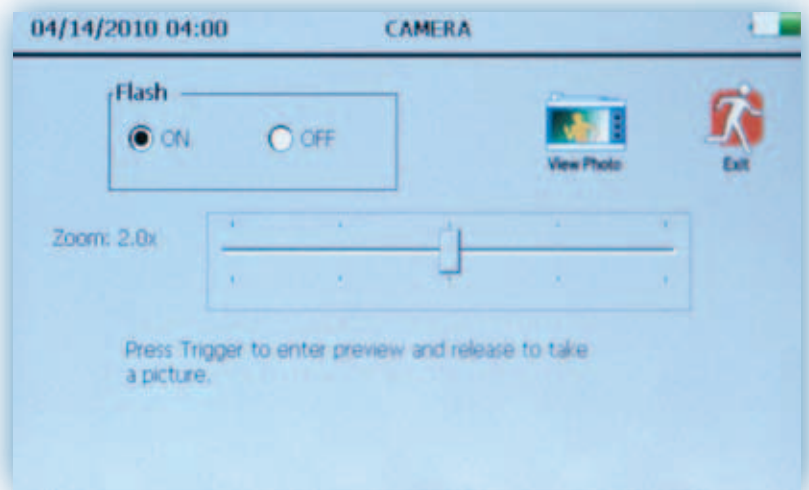 04/14/2010 04:00 CAMERA
Flash
ON OFF
View Photo Exit
Zoom: 2.0x
Press Trigger to enter preview and release to take
a picture.